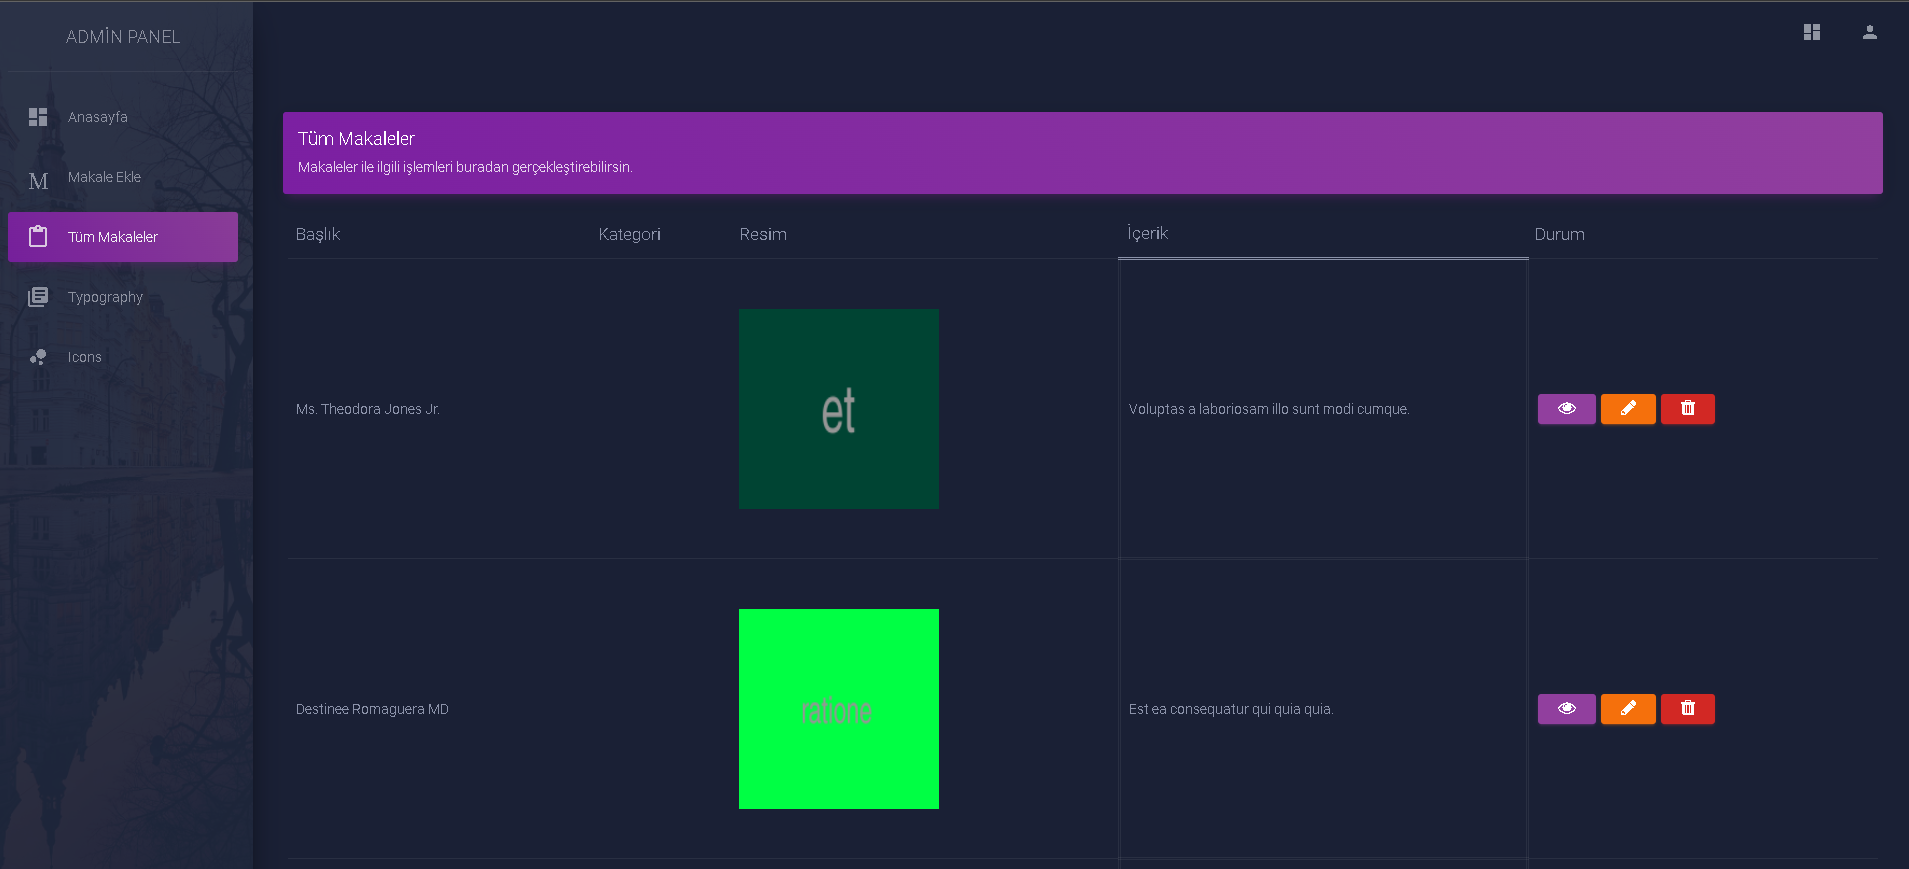 ADMİN PANEL
Anasayfa
M Makale Ekle
Tüm Makaleler
Typography
Icons
Tüm Makaleler
Makaleler ile ilgili işlemleri buradan gerçekleştirebilirsin.
Başlık Kategori Resim İçerik Durum
et
Ms. Theodora Jones Jr. Voluptas a laboriosam illo sunt modi cumque.
ratione
Destinee Romaguera MD Est ea consequatur qui quia quia.